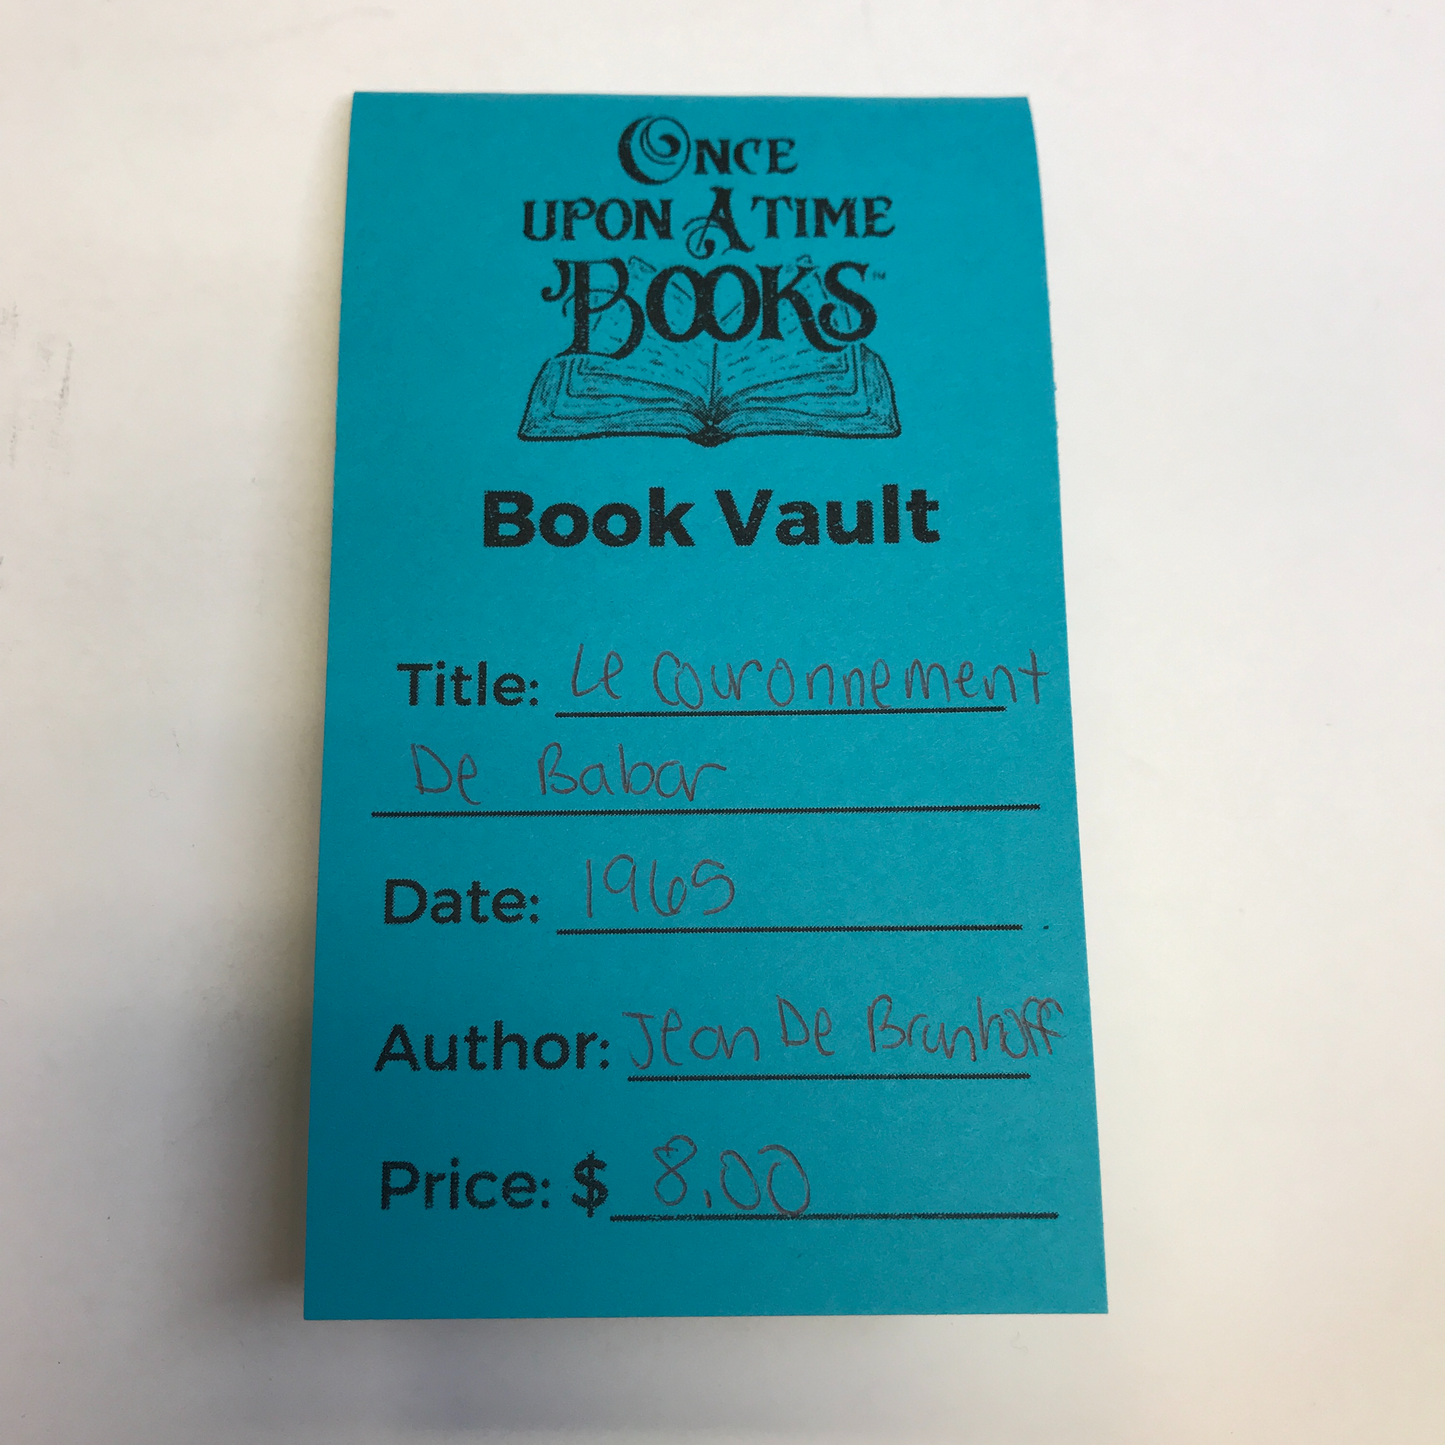 ONCE
UPON A TIME
BOOKS™
Book Vault
Title: Le Couronnement
De Babar
Date: 1965
Author: Jean De Brunhoff
Price: $ 8.00